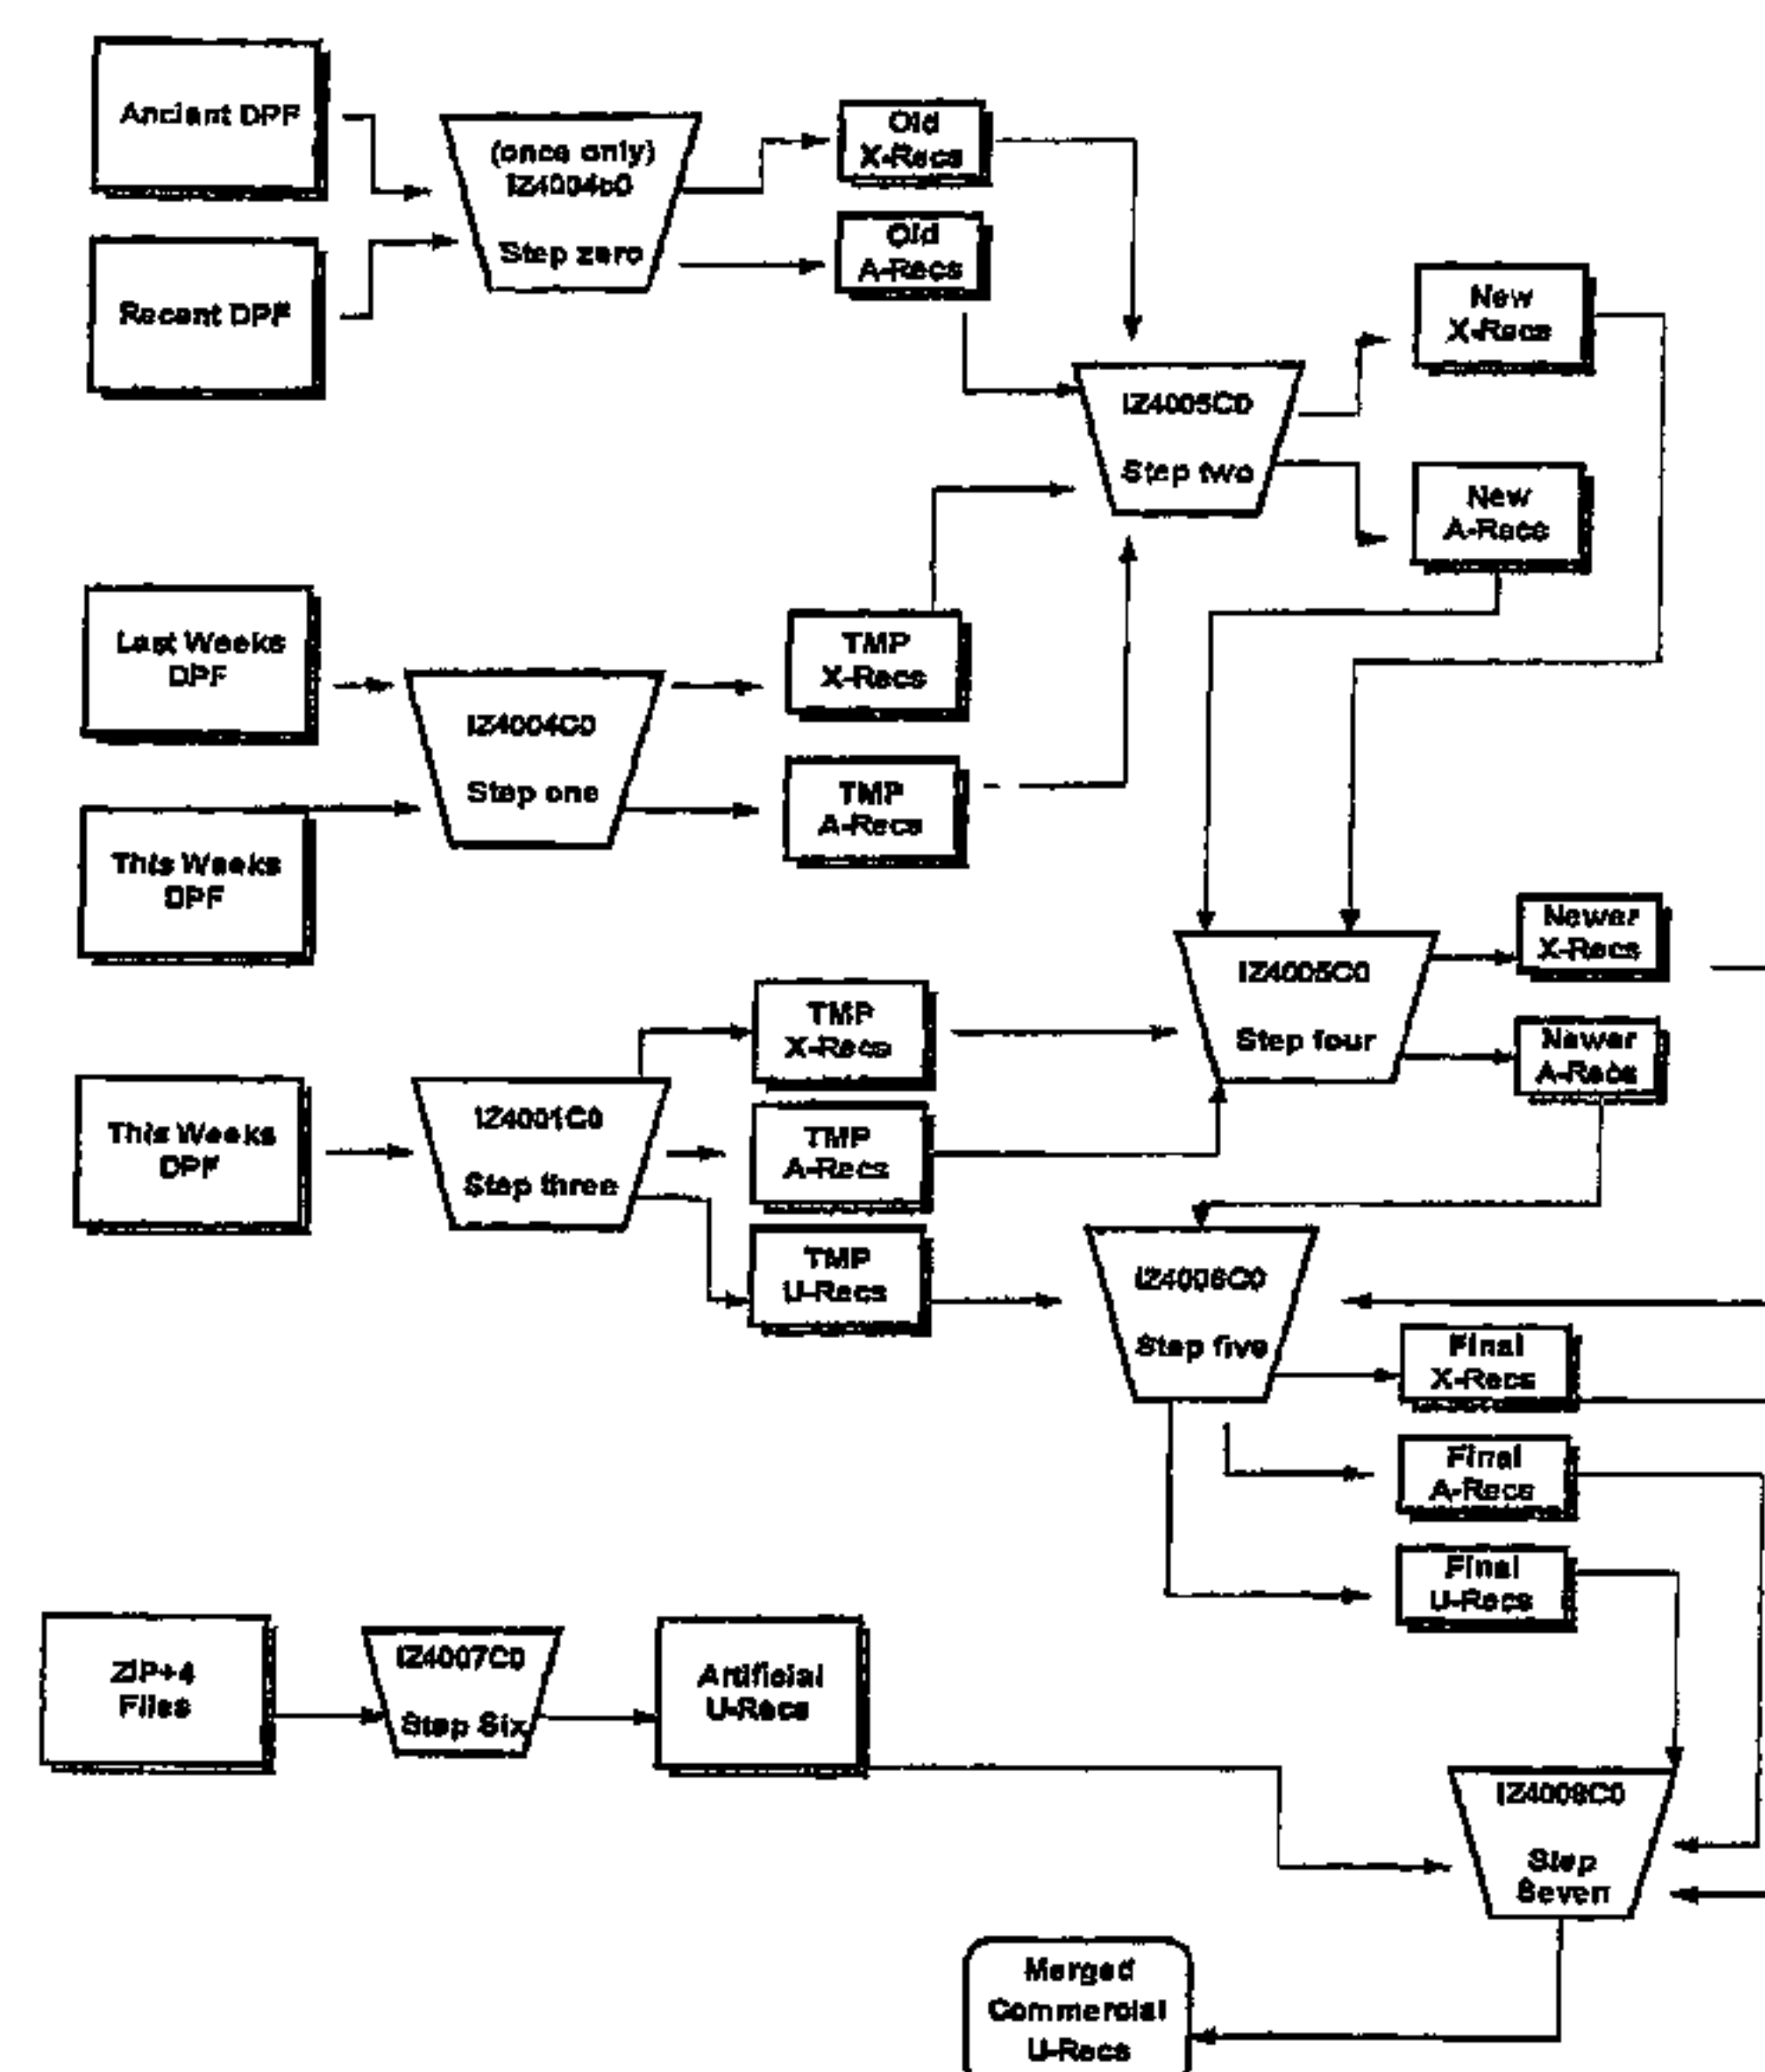 Ancient DPF
(once only)
IZ4004b0
Step zero
Old
X-Recs
Old
A-Recs
Recent DPF
New
X-Recs
IZ4005C0
Step two
New
A-Recs
Last Weeks
DPF
IZ4004C0
Step one
TMP
X-Recs
TMP
A-Recs
This Weeks
DPF
Newer
X-Recs
IZ4005C0
Step four
Newer
A-Recs
TMP
X-Recs
This Weeks
DPF
IZ4001C0
Step three
TMP
A-Recs
TMP
U-Recs
IZ4006C0
Step five
Final
X-Recs
Final
A-Recs
Final
U-Recs
ZIP+4
Files
IZ4007C0
Step Six
Artificial
U-Recs
Step
Seven
Merged
Commercial
U-Recs